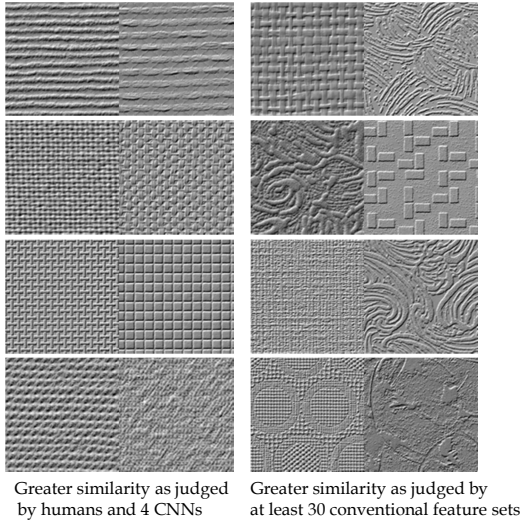 Greater similarity as judged
by humans and 4 CNNs
Greater similarity as judged by
at least 30 conventional feature sets